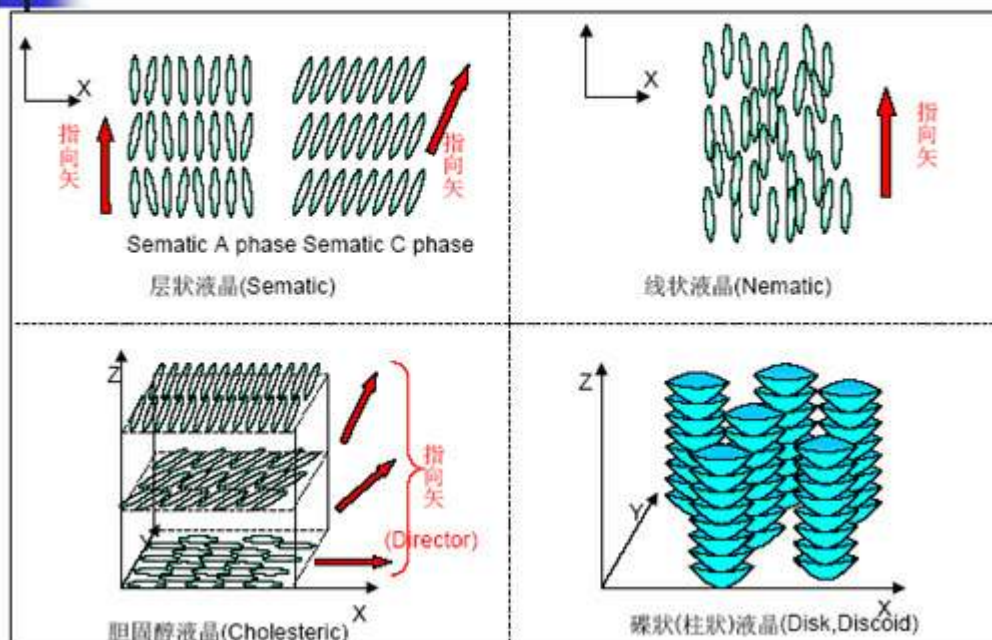 X
指向矢
指向矢
Sematic A phase Sematic C phase
层状液晶(Sematic)
X
指向矢
线状液晶(Nematic)
Z
Y
X
指向矢
(Director)
胆固醇液晶(Cholesteric)
Z
Y
X
碟狀(柱狀)液晶(Disk,Discoid)